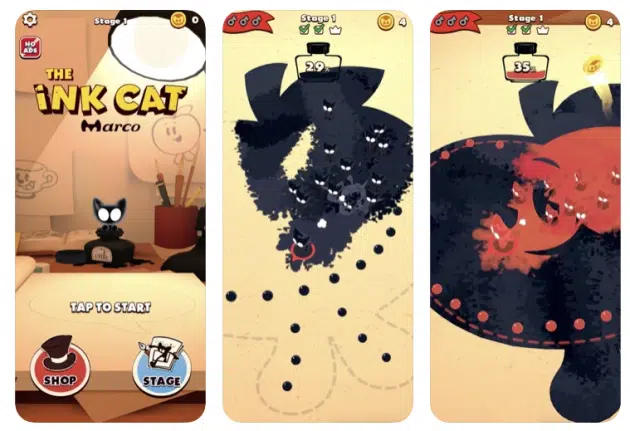 Stage 1
0
NO
ADS
THE
INK CAT
Marco
TAP TO START
SHOP
STAGE
Stage 1
4
29
Stage 1
4
35